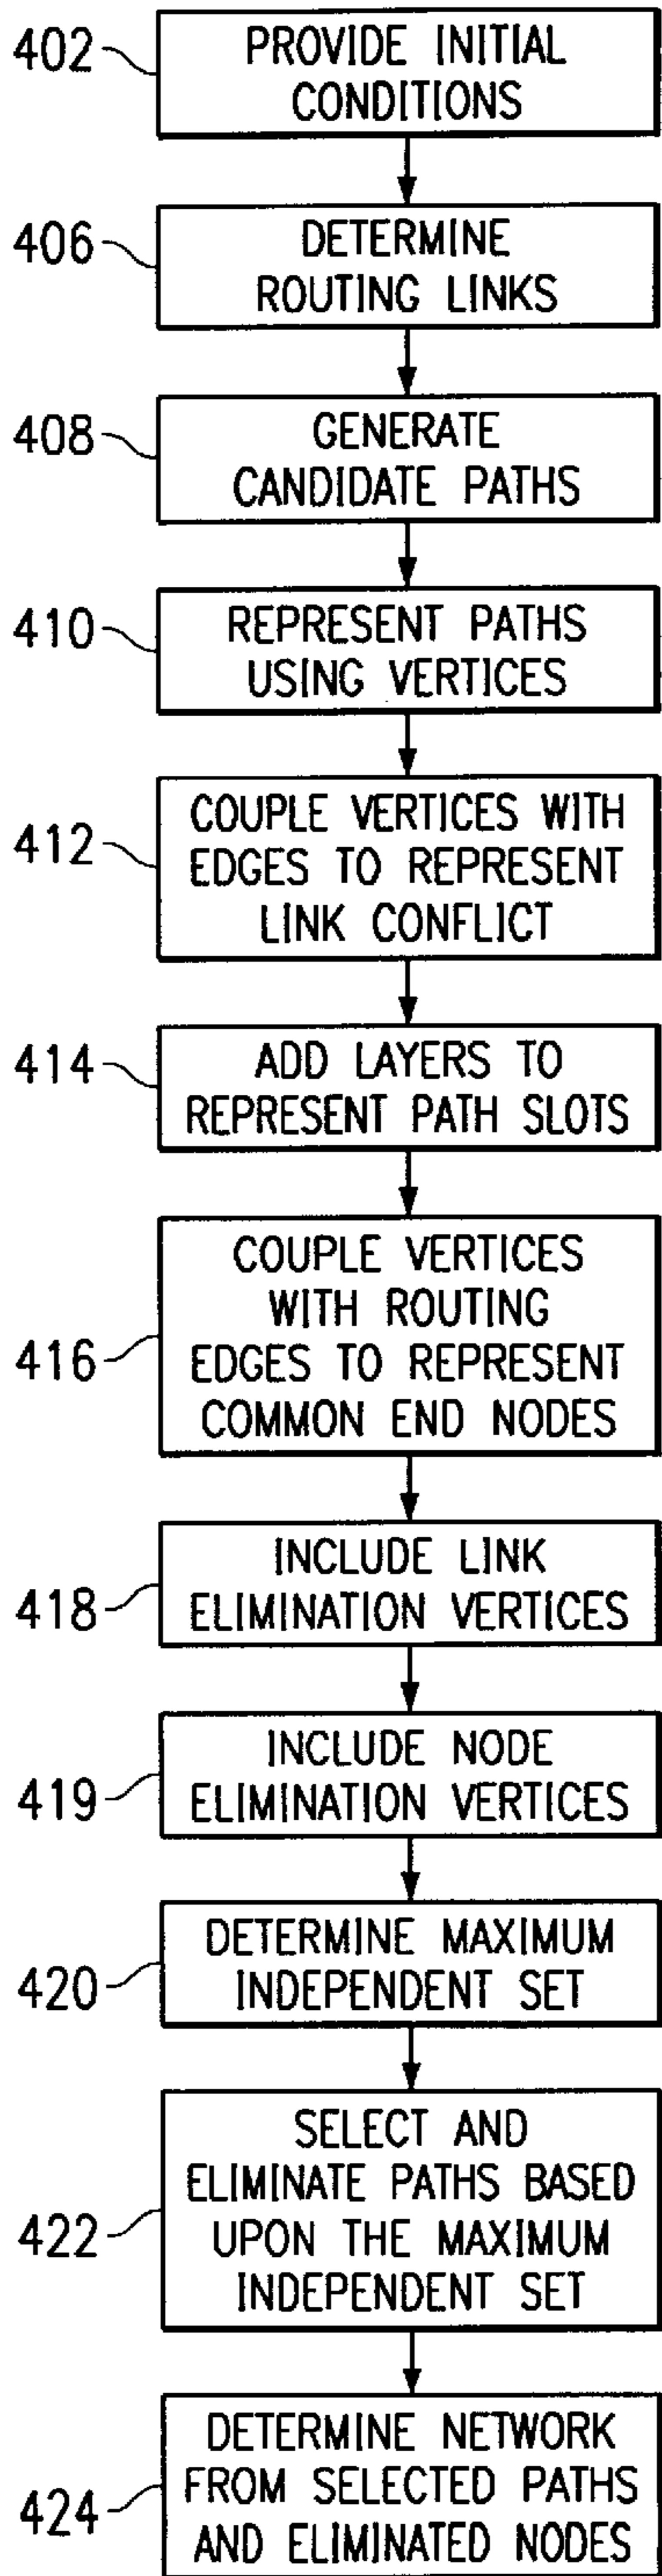 402
PROVIDE INITIAL
CONDITIONS
406
DETERMINE
ROUTING LINKS
408
GENERATE
CANDIDATE PATHS
410
REPRESENT PATHS
USING VERTICES
412
COUPLE VERTICES WITH
EDGES TO REPRESENT
LINK CONFLICT
414
ADD LAYERS TO
REPRESENT PATH SLOTS
416
COUPLE VERTICES
WITH ROUTING
EDGES TO REPRESENT
COMMON END NODES
418
INCLUDE LINK
ELIMINATION VERTICES
419
INCLUDE NODE
ELIMINATION VERTICES
420
DETERMINE MAXIMUM
INDEPENDENT SET
422
SELECT AND
ELIMINATE PATHS BASED
UPON THE MAXIMUM
INDEPENDENT SET
424
DETERMINE NETWORK
FROM SELECTED PATHS
AND ELIMINATED NODES